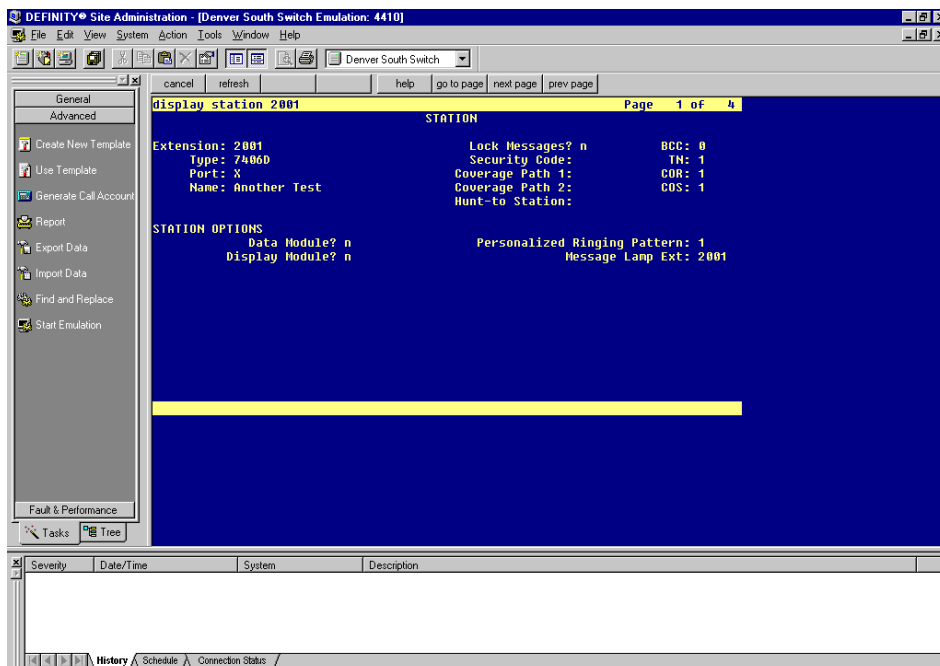 DEFINITY® Site Admini - [Denver South Switch Emulation: 4410]
File Edit View System Action Tools Window Help
Denver South Switch
General
Advanced
Create New Template
Use Template
Generate Call Account
Report
Export Data
Import Data
Find and Replace
Start Emulation
Fault & Performance
Tasks Tree
cancel refresh help go to page next page prev page
display station 2001 Page 1 of 4
STATION
Extension: 2001 Lock Messages? n BCC: 0
Type: 7406D Security Code: TN: 1
Port: X Coverage Path 1: COR: 1
Name: Another Test Coverage Path 2: COS: 1
Hunt-to Station:
STATION OPTIONS
Data Module? n Personalized Ringing Pattern: 1
Display Module? n Message Lamp Ext: 2001
Severity Date/Time System Description
History Schedule Connection Status